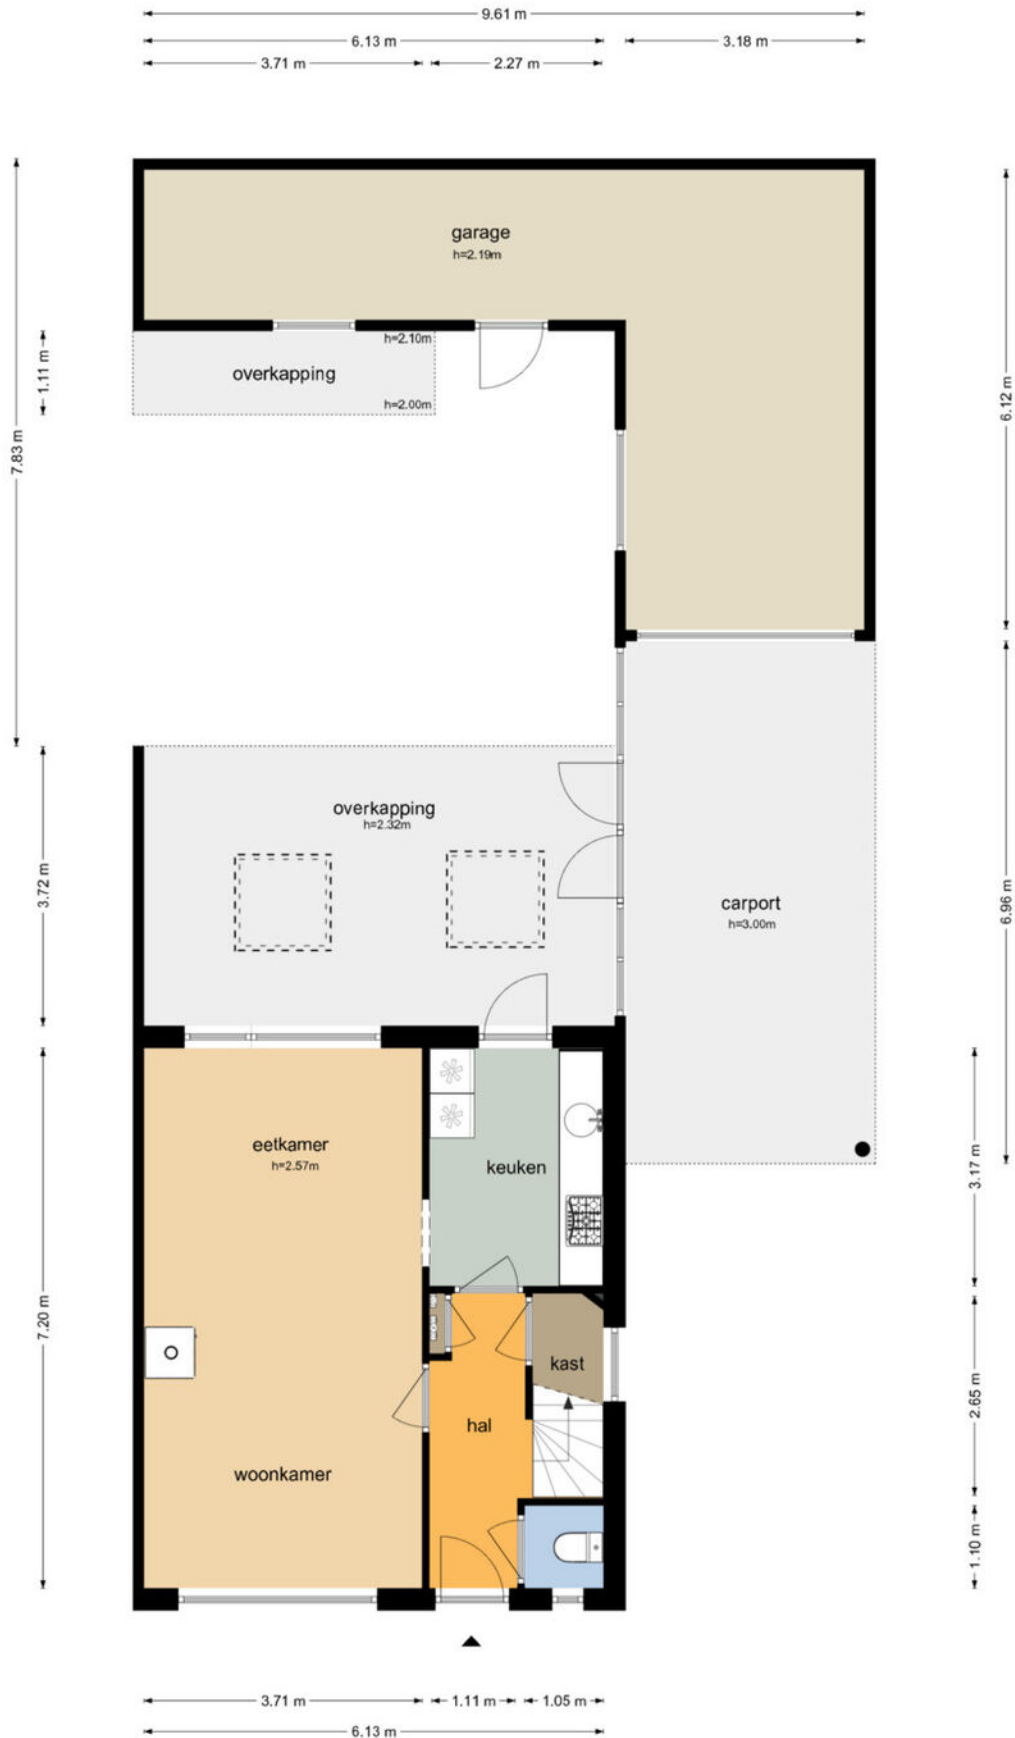 9.61 m
6.13 m
3.18 m
3.71 m
2.27 m
garage
h=2.19m
h=2.10m
overkapping
h=2.00m
1.11 m
7.83 m
6.12 m
overkapping
h=2.32m
3.72 m
carport
h=3.00m
6.96 m
eetkamer
h=2.57m
keuken
3.17 m
7.20 m
kast
2.65 m
hal
woonkamer
1.10 m
3.71 m
1.11 m
1.05 m
6.13 m